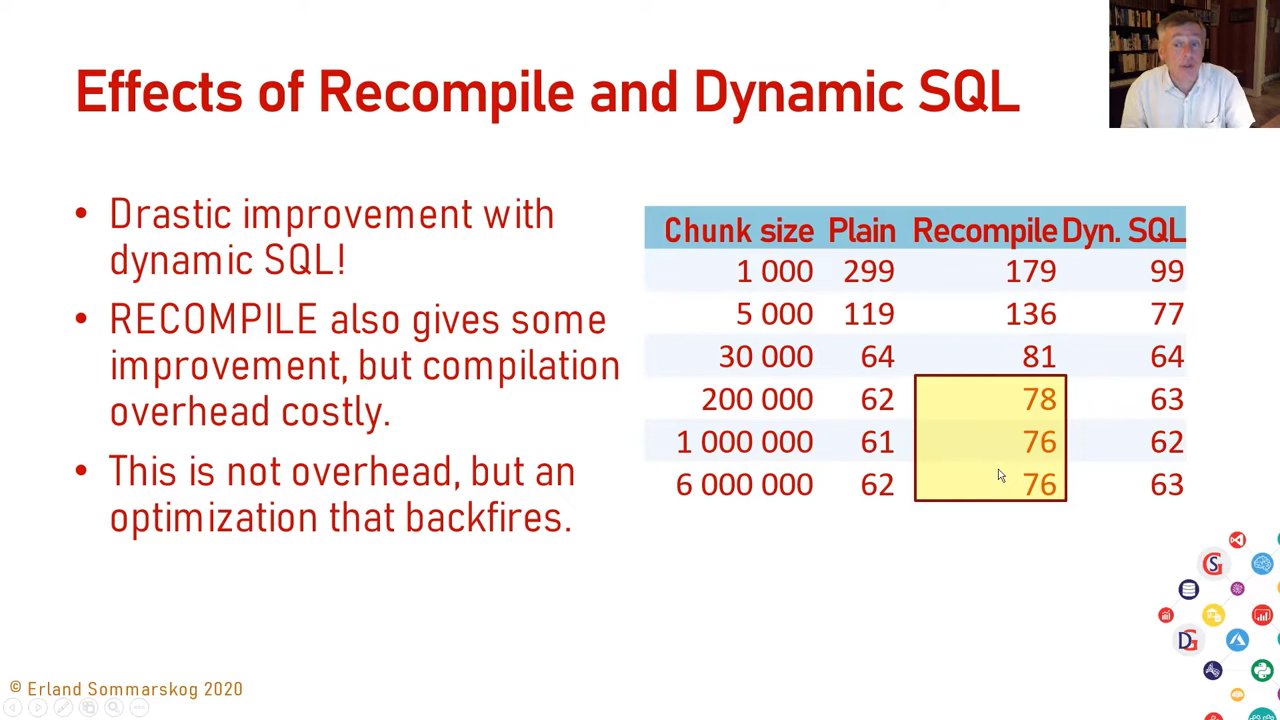 Effects of Recompile and Dynamic SQL
• Drastic improvement with
dynamic SQL!
• RECOMPILE also gives some
improvement, but compilation
overhead costly.
• This is not overhead, but an
optimization that backfires.
Chunk size Plain Recompile Dyn. SQL
1 000 299 179 99
5 000 119 136 77
30 000 64 81 64
200 000 62 78 63
1 000 000 61 76 62
6 000 000 62 76 63
© Erland Sommarskog 2020
GS
DG